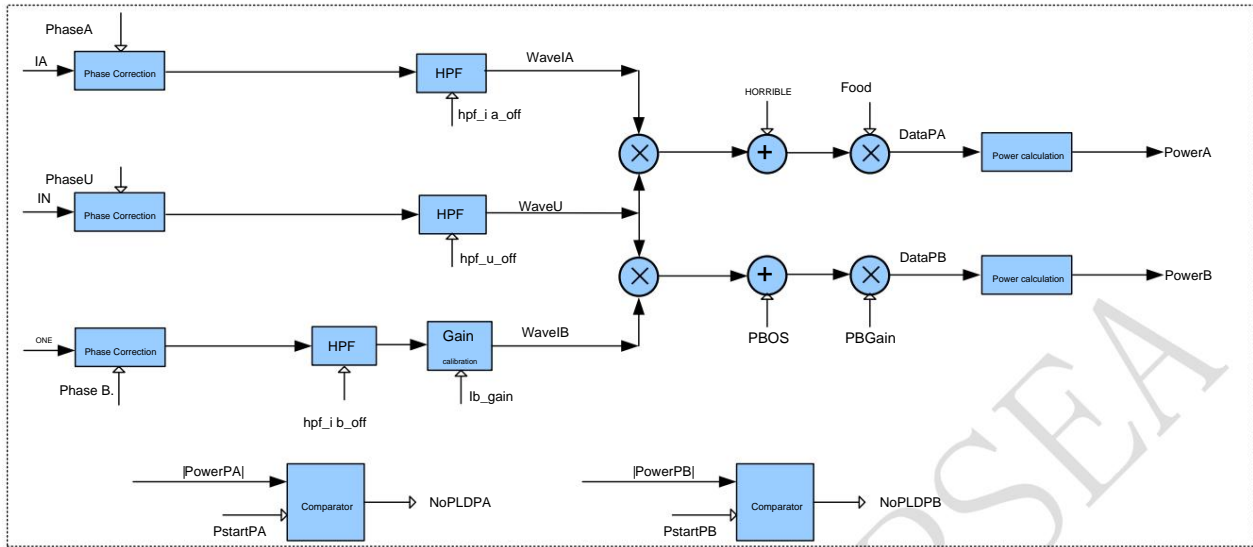 PhaseA
IA
Phase Correction
HPF
WaveIA
hpf_i a_off
HORRIBLE
Food
DataPA
Power calculation
PowerA
PhaseU
IN
Phase Correction
HPF
WaveU
hpf_u_off
DataPB
Power calculation
PowerB
PBOS
PBGain
ONE
Phase Correction
HPF
Gain
calibration
WaveIB
Phase B.
hpf_i b_off
Ib_gain
|PowerPA|
Comparator
NoPLDPA
PstartPA
|PowerPB|
Comparator
NoPLDPB
PstartPB
PSEA